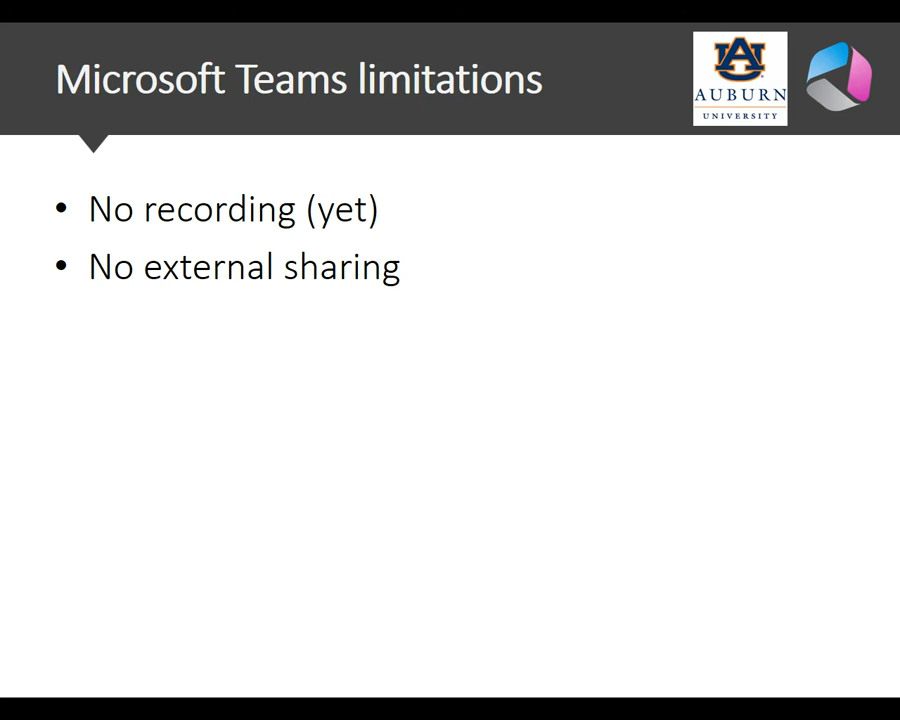 Microsoft Teams limitations
AUBURN
UNIVERSITY
• No recording (yet)
• No external sharing